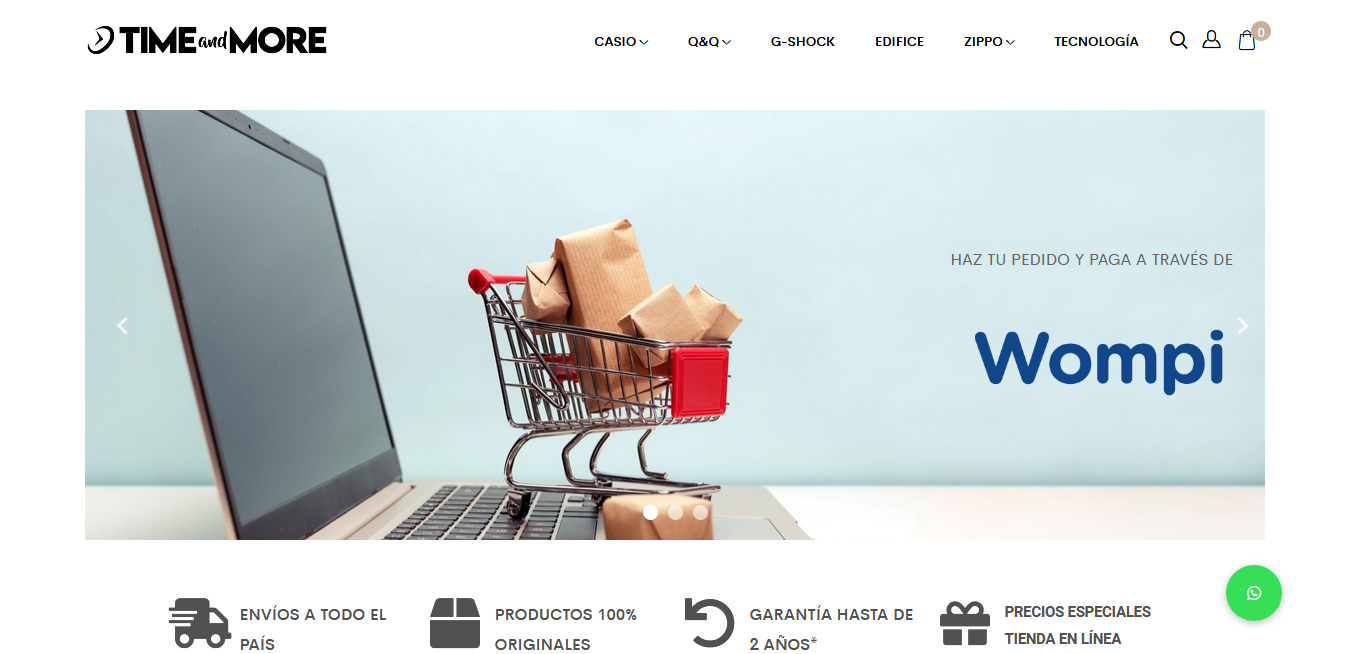 TIME and MORE
CASIO
Q&Q
G-SHOCK
EDIFICE
ZIPPO
TECNOLOGÍA
0
HAZ TU PEDIDO Y PAGA A TRAVÉS DE
Wompi
ENVÍOS A TODO EL
PAÍS
PRODUCTOS 100%
ORIGINALES
GARANTÍA HASTA DE
2 AÑOS*
PRECIOS ESPECIALES
TIENDA EN LÍNEA